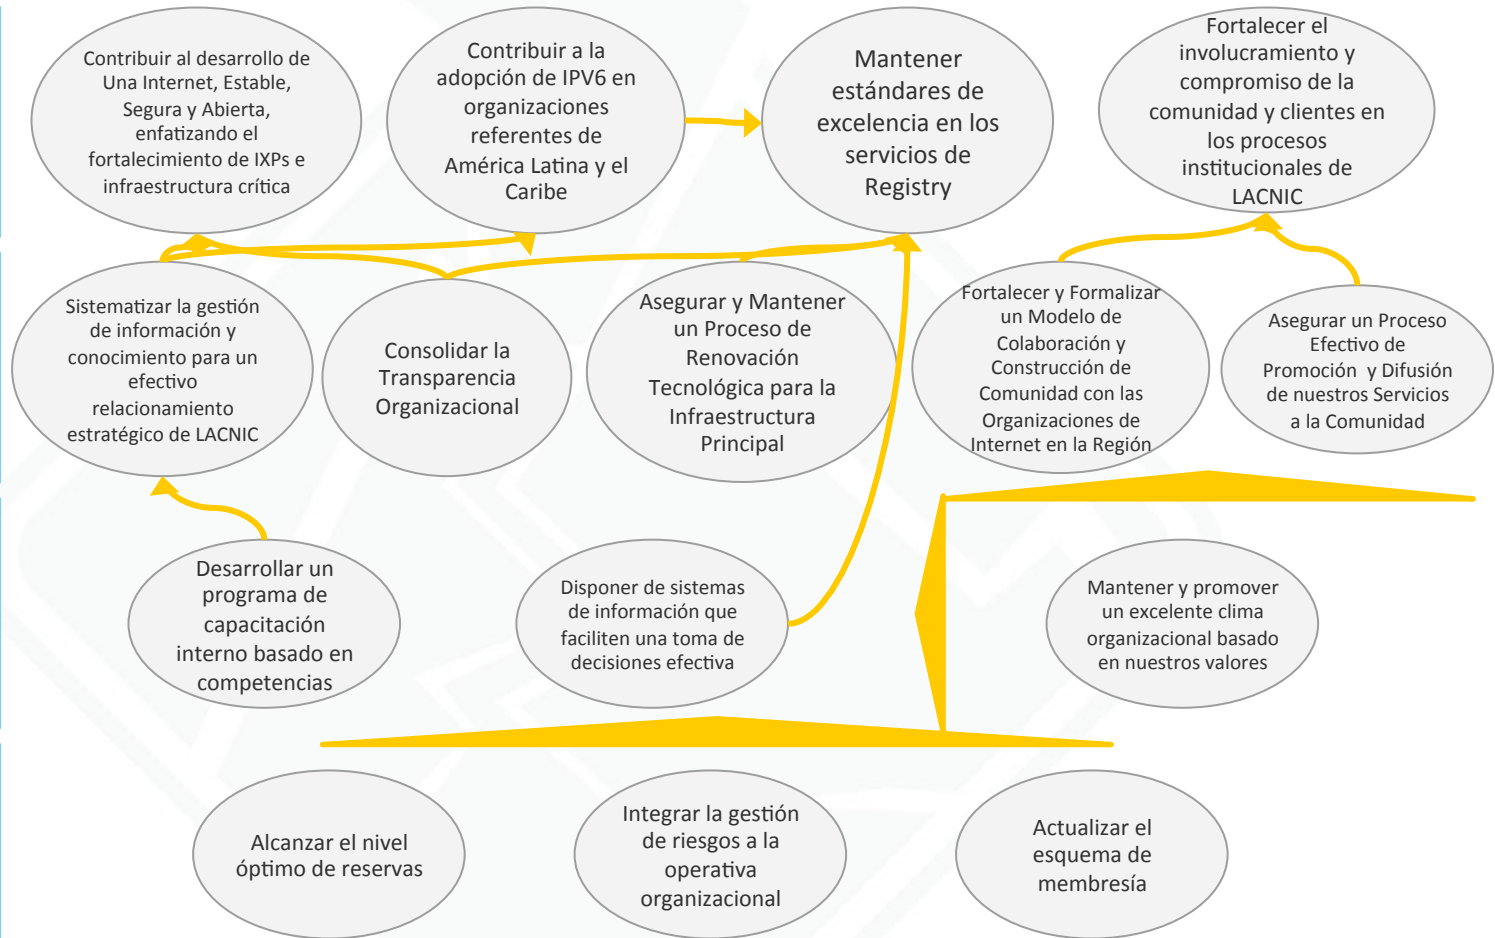 Contribuir al desarrollo de
Una Internet, Estable,
Segura y Abierta,
enfatizando el
fortalecimiento de IXPs e
infraestructura crítica
Contribuir a la
adopción de IPV6 en
organizaciones
referentes de
América Latina y el
Caribe
Mantener
estándares de
excelencia en los
servicios de
Registry
Fortalecer el
involucramiento y
compromiso de la
comunidad y clientes en
los procesos
institucionales de
LACNIC
Sistematizar la gestión
de información y
conocimiento para un
efectivo
relacionamiento
estratégico de LACNIC
Consolidar la
Transparencia
Organizacional
Asegurar y Mantener
un Proceso de
Renovación
Tecnológica para la
Infraestructura
Principal
Fortalecer y Formalizar
un Modelo de
Colaboración y
Construcción de
Comunidad con las
Organizaciones de
Internet en la Región
Asegurar un Proceso
Efectivo de
Promoción y Difusión
de nuestros Servicios
a la Comunidad
Desarrollar un
programa de
capacitación
interno basado en
competencias
Disponer de sistemas
de información que
faciliten una toma de
decisiones efectiva
Mantener y promover
un excelente clima
organizacional basado
en nuestros valores
Alcanzar el nivel
óptimo de reservas
Integrar la gestión
de riesgos a la
operativa
organizacional
Actualizar el
esquema de
membresía